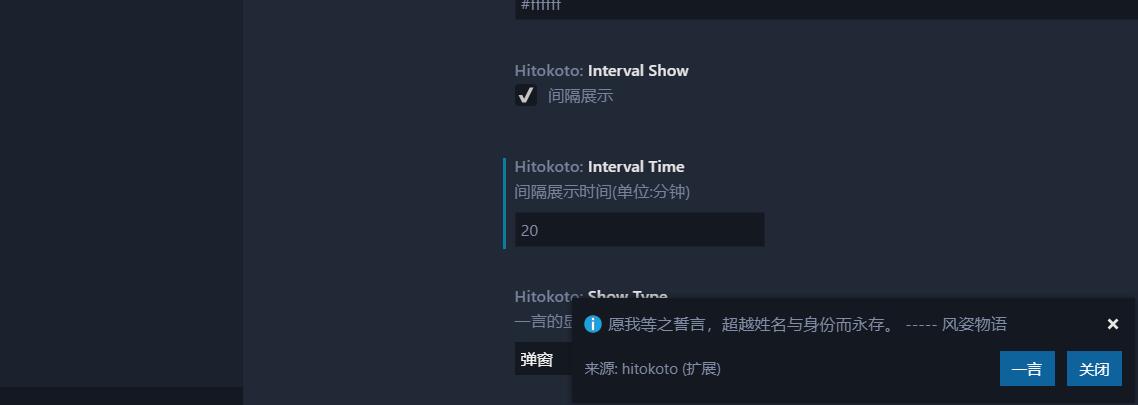 #ffffff
Hitokoto: Interval Show
间隔展示
Hitokoto: Interval Time
间隔展示时间(单位:分钟)
20
Hitokoto: Show Type
一言的显
弹窗
愿我等之誓言，超越姓名与身份而永存。 ----- 风姿物语
来源: hitokoto (扩展)
一言
关闭